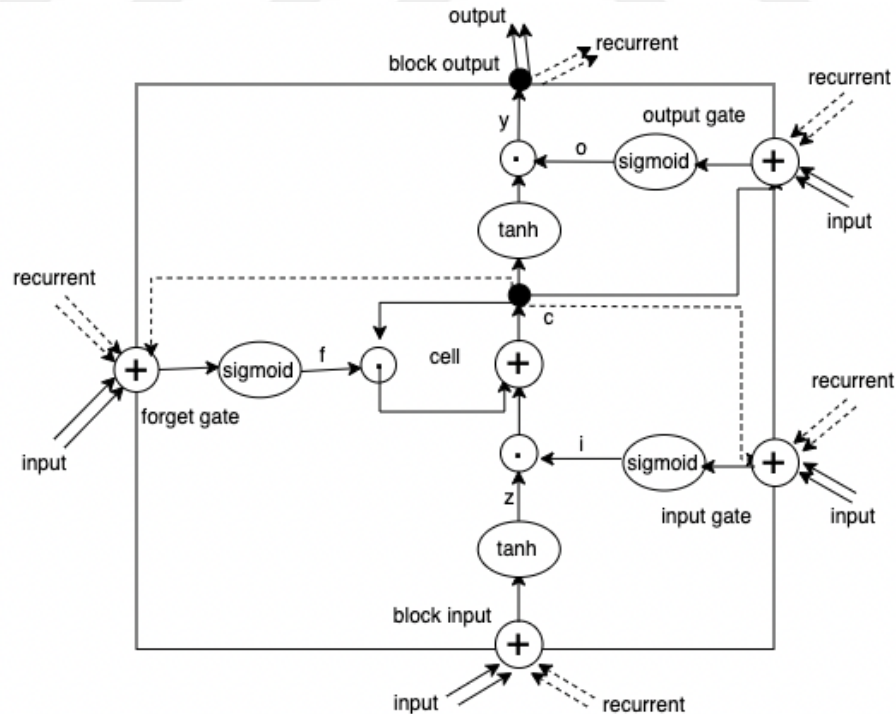 output
recurrent
block output
recurrent
y
output gate
o
sigmoid
+
input
tanh
recurrent
c
f
cell
+
sigmoid
+
forget gate
recurrent
input
i
sigmoid
+
z
input gate
input
tanh
block input
+
input
recurrent